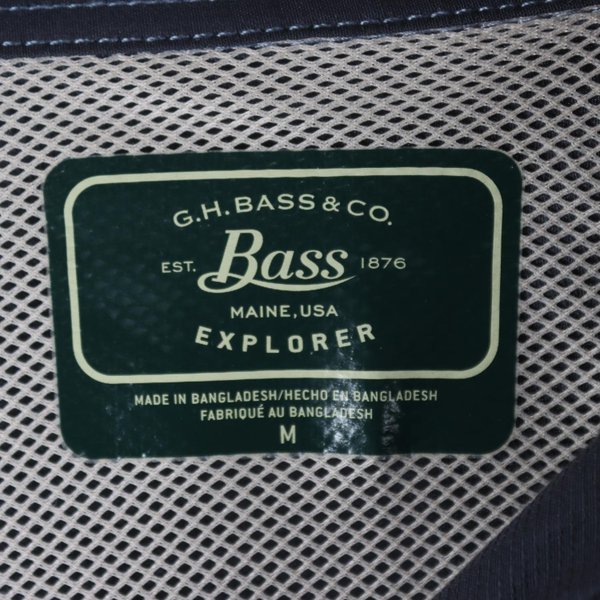 G.H. BASS & CO.
EST. Bass 1876
MAINE, USA
EXPLORER
MADE IN BANGLADESH/HECHO EN BANGLADESH
FABRIQUÉ AU BANGLADESH
M